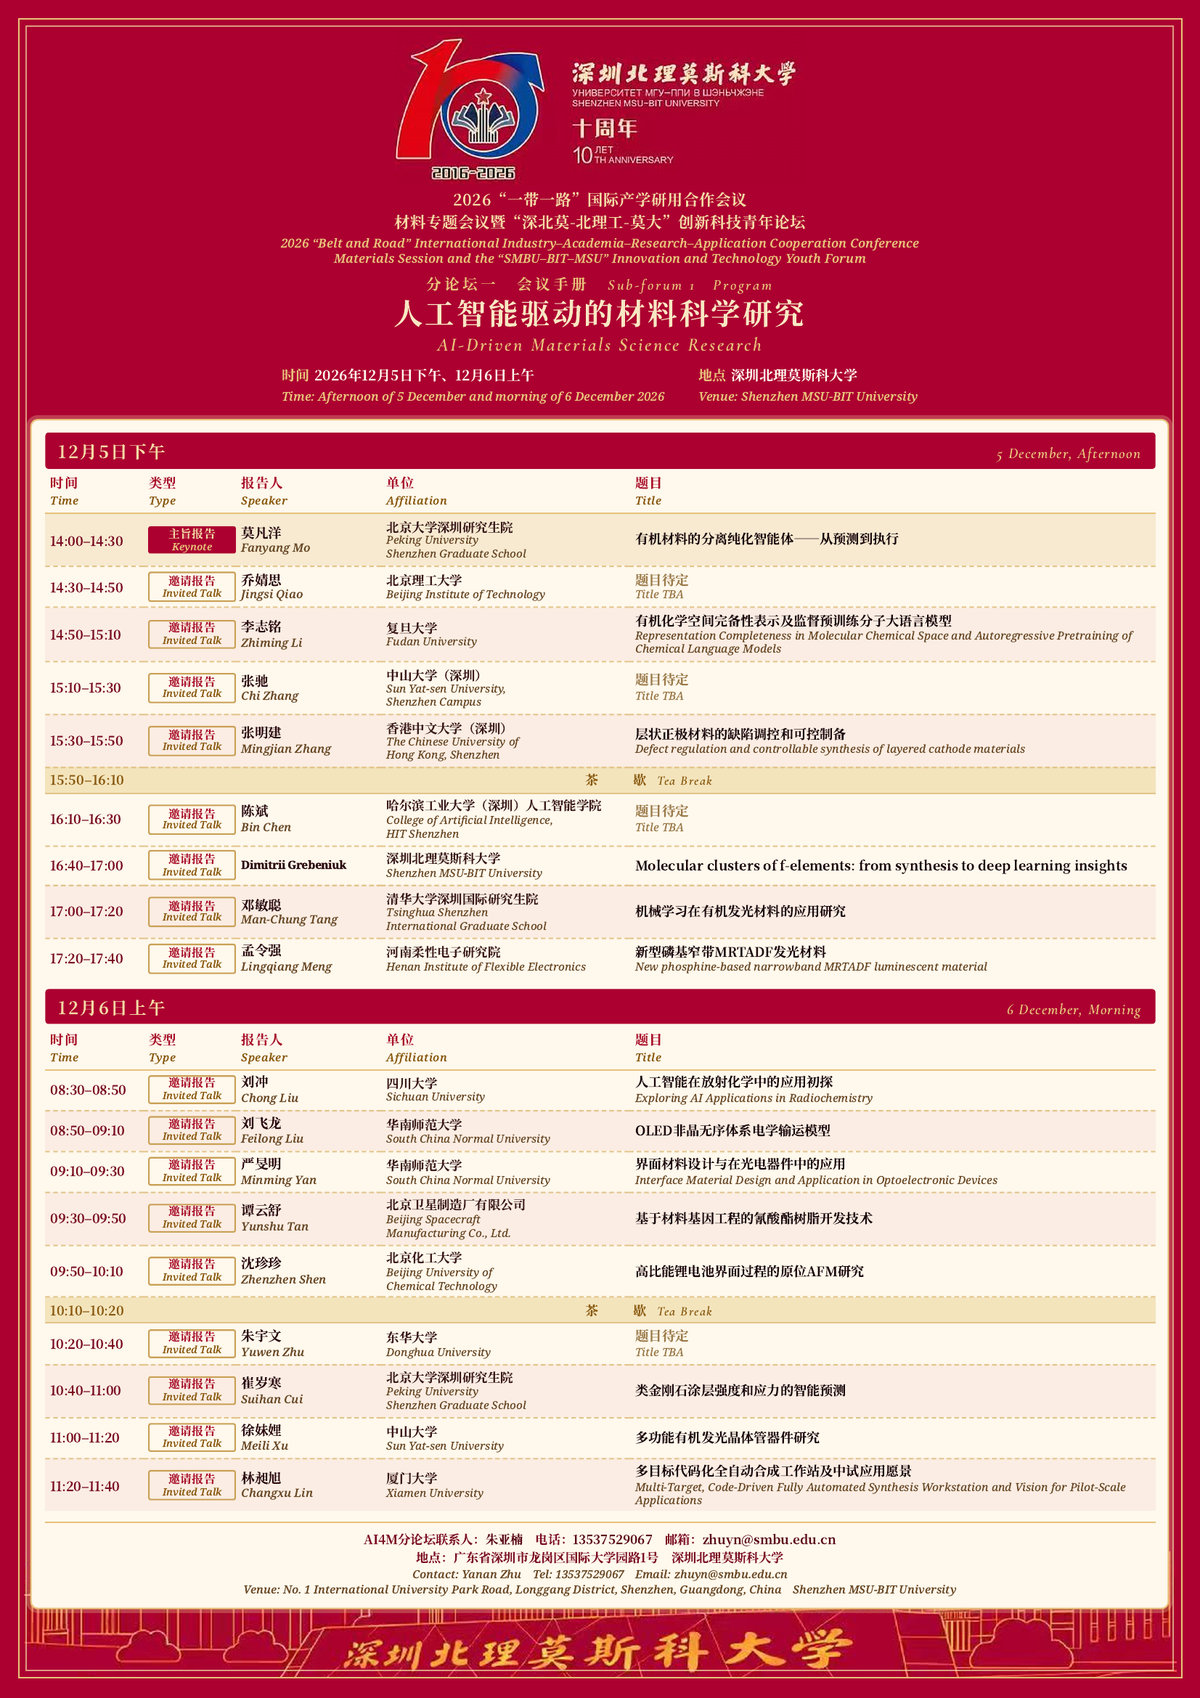 深圳北理莫斯科大学
УНИВЕРСИТЕТ МГУ-ППИ В ШЭНЬЧЖЭНЕ
SHENZHEN MSU-BIT UNIVERSITY
十周年
10 ЛЕТ
TH ANNIVERSARY
2016-2026
2026“一带一路”国际产学研用合作会议
材料专题会议暨“深北莫-北理工-莫大”创新科技青年论坛
2026 “Belt and Road” International Industry–Academia–Research–Application Cooperation Conference
Materials Session and the “SMBU–BIT–MSU” Innovation and Technology Youth Forum
分论坛一 会议手册 Sub-forum 1 Program
人工智能驱动的材料科学研究
AI-Driven Materials Science Research
时间 2026年12月5日下午、12月6日上午 地点 深圳北理莫斯科大学
Time: Afternoon of 5 December and morning of 6 December 2026 Venue: Shenzhen MSU-BIT University
12月5日下午 5 December, Afternoon
时间 类型 报告人 单位 题目
Time Type Speaker Affiliation Title
14:00–14:30
主旨报告
Keynote
莫凡洋
Fanyang Mo
北京大学深圳研究生院
Peking University
Shenzhen Graduate School
有机材料的分离纯化智能体——从预测到执行
14:30–14:50
邀请报告
Invited Talk
乔婧思
Jingsi Qiao
北京理工大学
Beijing Institute of Technology
题目待定
Title TBA
14:50–15:10
邀请报告
Invited Talk
李志铭
Zhiming Li
复旦大学
Fudan University
有机化学空间完备性表示及监督预训练分子大语言模型
Representation Completeness in Molecular Chemical Space and Autoregressive Pretraining of
Chemical Language Models
15:10–15:30
邀请报告
Invited Talk
张驰
Chi Zhang
中山大学（深圳）
Sun Yat-sen University,
Shenzhen Campus
题目待定
Title TBA
15:30–15:50
邀请报告
Invited Talk
张明建
Mingjian Zhang
香港中文大学（深圳）
The Chinese University of
Hong Kong, Shenzhen
层状正极材料的缺陷调控和可控制备
Defect regulation and controllable synthesis of layered cathode materials
15:50–16:10 茶 歇 Tea Break
16:10–16:30
邀请报告
Invited Talk
陈斌
Bin Chen
哈尔滨工业大学（深圳）人工智能学院
College of Artificial Intelligence,
HIT Shenzhen
题目待定
Title TBA
16:40–17:00
邀请报告
Invited Talk
Dimitrii Grebeniuk
深圳北理莫斯科大学
Shenzhen MSU-BIT University
Molecular clusters of f-elements: from synthesis to deep learning insights
17:00–17:20
邀请报告
Invited Talk
邓敏聪
Man-Chung Tang
清华大学深圳国际研究生院
Tsinghua Shenzhen
International Graduate School
机械学习在有机发光材料的应用研究
17:20–17:40
邀请报告
Invited Talk
孟令强
Lingqiang Meng
河南柔性电子研究院
Henan Institute of Flexible Electronics
新型磷基窄带MRTADF发光材料
New phosphine-based narrowband MRTADF luminescent material
12月6日上午 6 December, Morning
时间 类型 报告人 单位 题目
Time Type Speaker Affiliation Title
08:30–08:50
邀请报告
Invited Talk
刘冲
Chong Liu
四川大学
Sichuan University
人工智能在放射化学中的应用初探
Exploring AI Applications in Radiochemistry
08:50–09:10
邀请报告
Invited Talk
刘飞龙
Feilong Liu
华南师范大学
South China Normal University
OLED非晶无序体系电学输运模型
09:10–09:30
邀请报告
Invited Talk
严旻明
Minming Yan
华南师范大学
South China Normal University
界面材料设计与在光电器件中的应用
Interface Material Design and Application in Optoelectronic Devices
09:30–09:50
邀请报告
Invited Talk
谭云舒
Yunshu Tan
北京卫星制造厂有限公司
Beijing Spacecraft
Manufacturing Co., Ltd.
基于材料基因工程的氰酸酯树脂开发技术
09:50–10:10
邀请报告
Invited Talk
沈珍珍
Zhenzhen Shen
北京化工大学
Beijing University of
Chemical Technology
高比能锂电池界面过程的原位AFM研究
10:10–10:20 茶 歇 Tea Break
10:20–10:40
邀请报告
Invited Talk
朱宇文
Yuwen Zhu
东华大学
Donghua University
题目待定
Title TBA
10:40–11:00
邀请报告
Invited Talk
崔岁寒
Suihan Cui
北京大学深圳研究生院
Peking University
Shenzhen Graduate School
类金刚石涂层强度和应力的智能预测
11:00–11:20
邀请报告
Invited Talk
徐妹娌
Meili Xu
中山大学
Sun Yat-sen University
多功能有机发光晶体管器件研究
11:20–11:40
邀请报告
Invited Talk
林昶旭
Changxu Lin
厦门大学
Xiamen University
多目标代码化全自动合成工作站及中试应用愿景
Multi-Target, Code-Driven Fully Automated Synthesis Workstation and Vision for Pilot-Scale
Applications
AI4M分论坛联系人：朱亚楠 电话：13537529067 邮箱：zhuyn@smbu.edu.cn
地点：广东省深圳市龙岗区国际大学园路1号 深圳北理莫斯科大学
Contact: Yanan Zhu Tel: 13537529067 Email: zhuyn@smbu.edu.cn
Venue: No. 1 International University Park Road, Longgang District, Shenzhen, Guangdong, China Shenzhen MSU-BIT University
深圳北理莫斯科大学